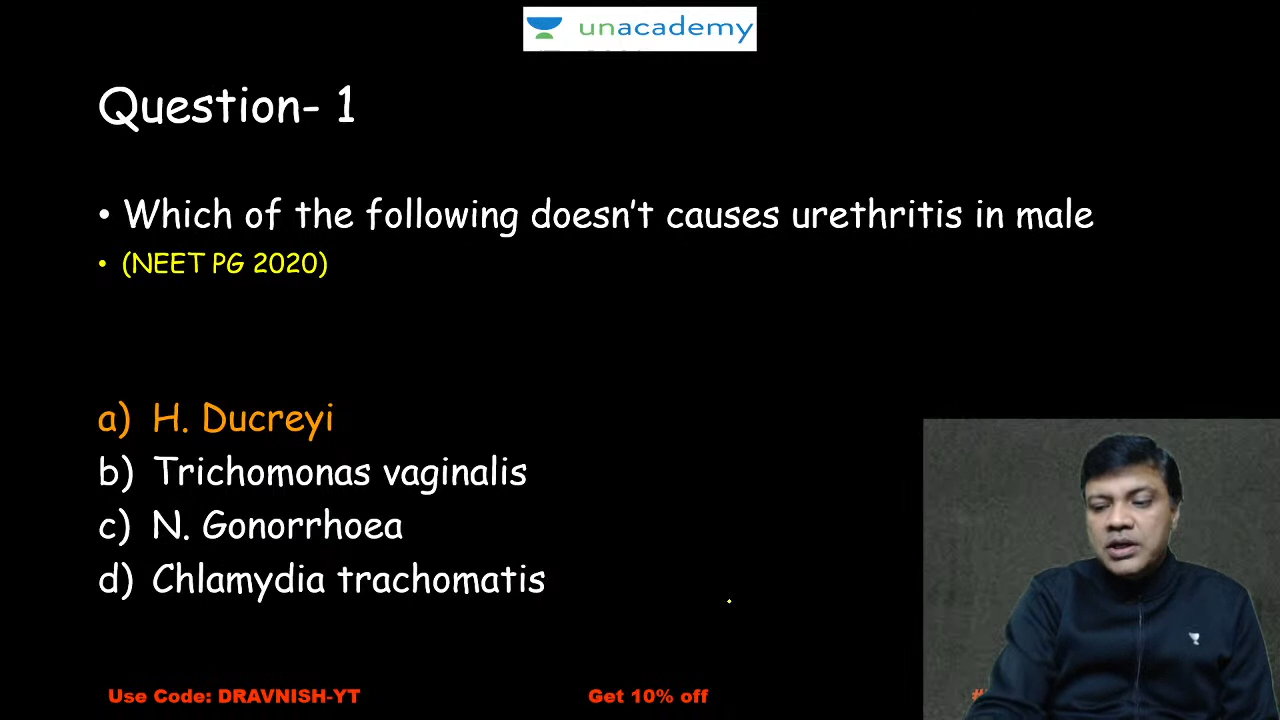 unacademy
Question- 1
• Which of the following doesn't causes urethritis in male
• (NEET PG 2020)
a) H. Ducreyi
b) Trichomonas vaginalis
c) N. Gonorrhoea
d) Chlamydia trachomatis
Use Code: DRAVNISH-YT Get 10% off